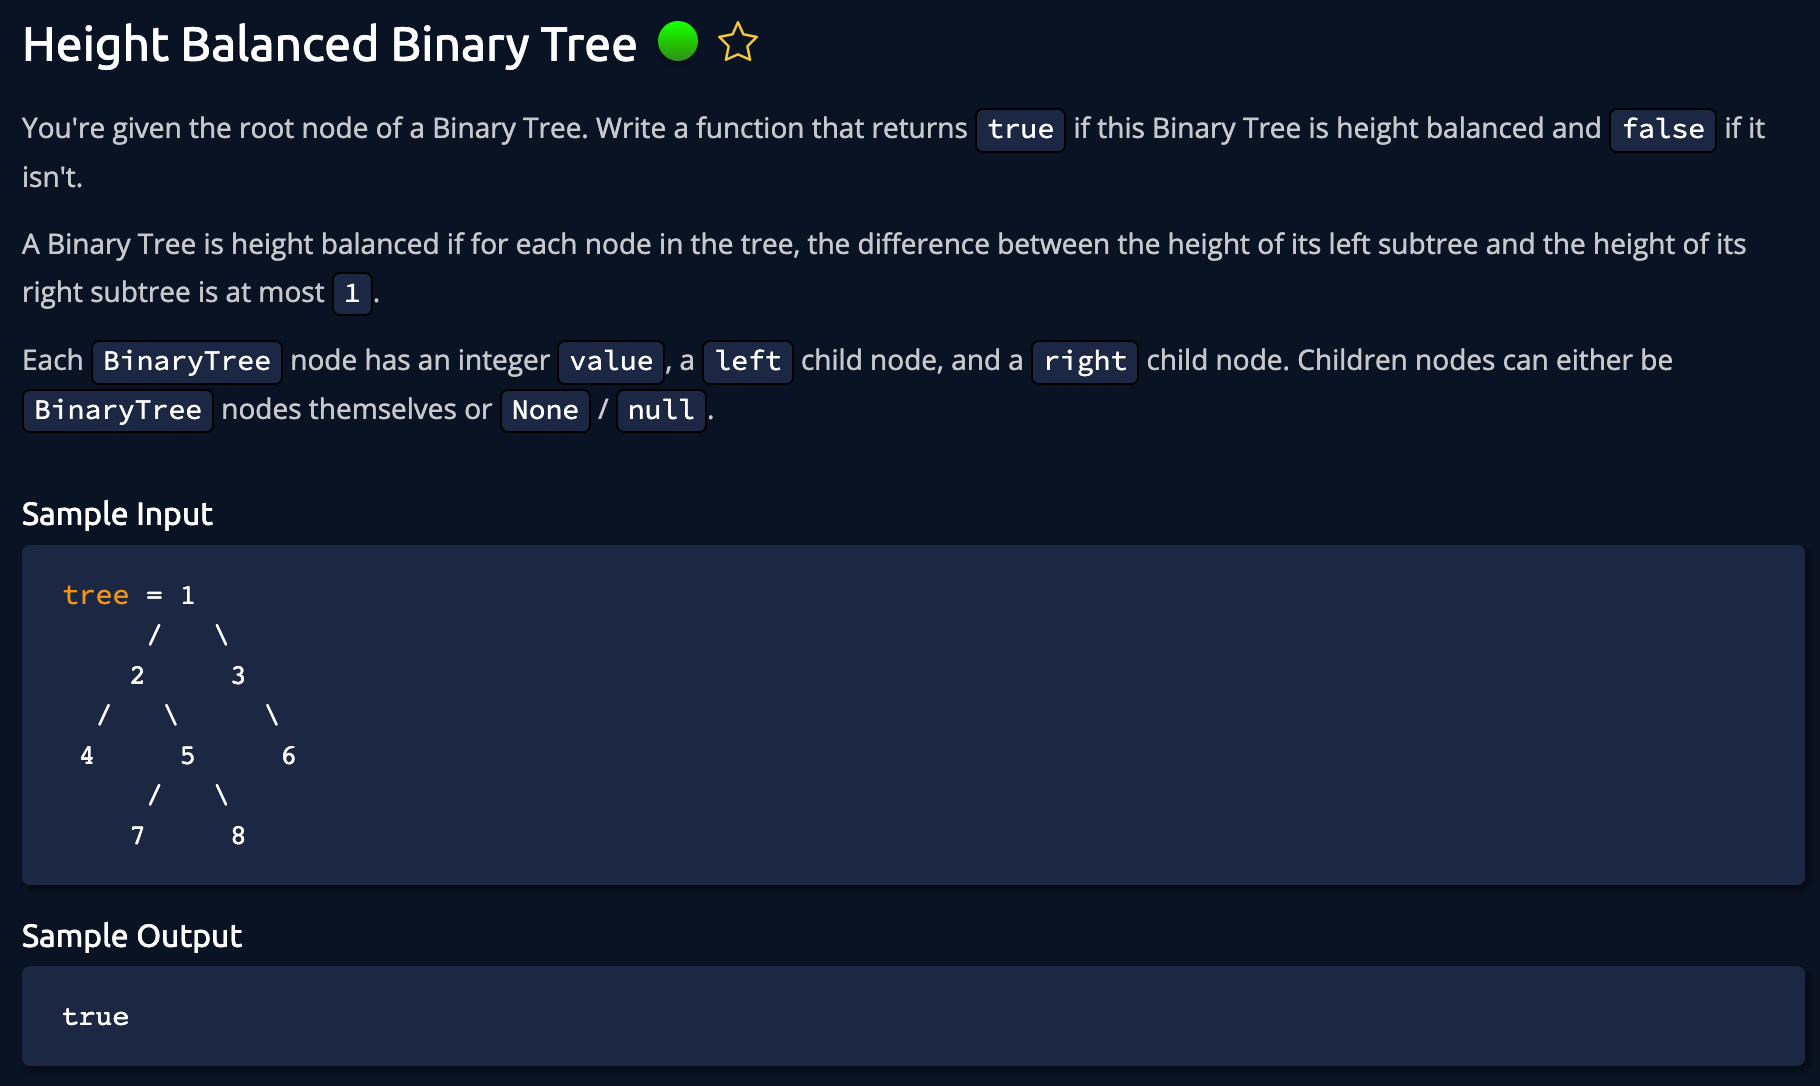 Height Balanced Binary Tree
You're given the root node of a Binary Tree. Write a function that returns true if this Binary Tree is height balanced and false if it
isn't.
A Binary Tree is height balanced if for each node in the tree, the difference between the height of its left subtree and the height of its
right subtree is at most 1.
Each BinaryTree node has an integer value, a left child node, and a right child node. Children nodes can either be
BinaryTree nodes themselves or None / null.
Sample Input
tree = 1
/ \
2 3
/ \ \
4 5 6
/ \
7 8
Sample Output
true